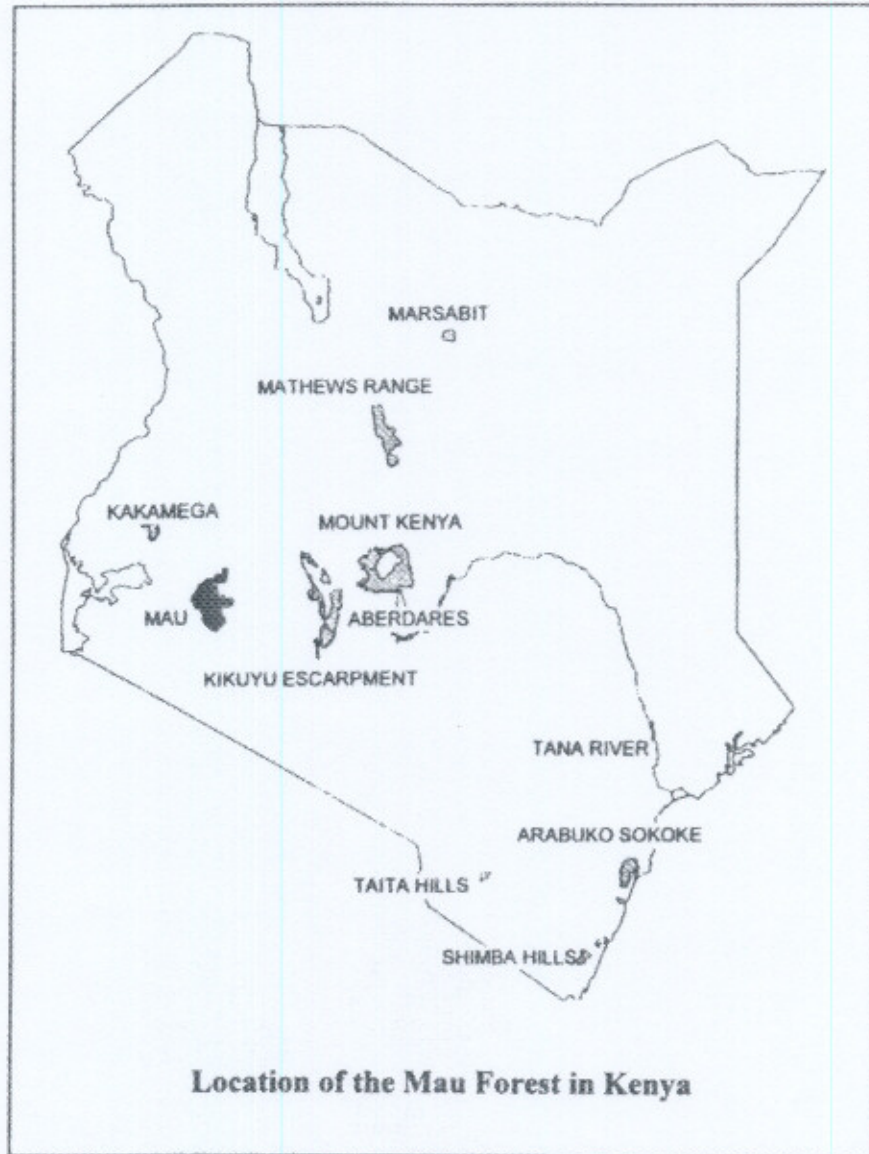 MARSABIT
MATHEWS RANGE
KAKAMEGA
MOUNT KENYA
MAU
ABERDARES
KIKUYU ESCARPMENT
TANA RIVER
ARABUKO SOKOKE
TAITA HILLS
SHIMBA HILLS
Location of the Mau Forest in Kenya